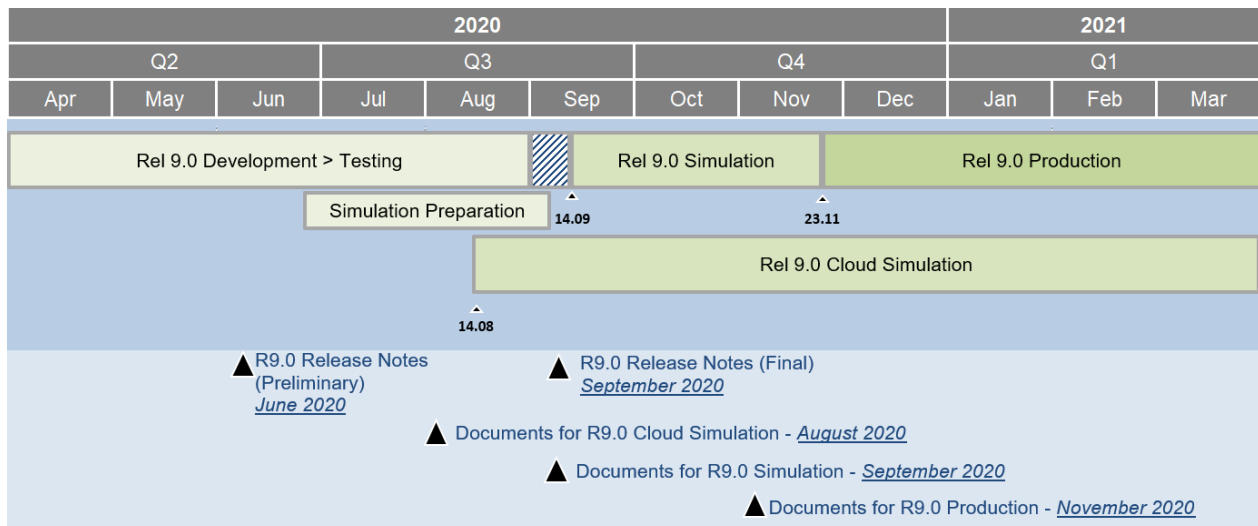 2020 2021
Q2 Q3 Q4 Q1
Apr May Jun Jul Aug Sep Oct Nov Dec Jan Feb Mar
Rel 9.0 Development > Testing Rel 9.0 Simulation Rel 9.0 Production
Simulation Preparation
14.09 23.11
Rel 9.0 Cloud Simulation
14.08
R9.0 Release Notes
(Preliminary)
June 2020
R9.0 Release Notes (Final)
September 2020
Documents for R9.0 Cloud Simulation - August 2020
Documents for R9.0 Simulation - September 2020
Documents for R9.0 Production - November 2020